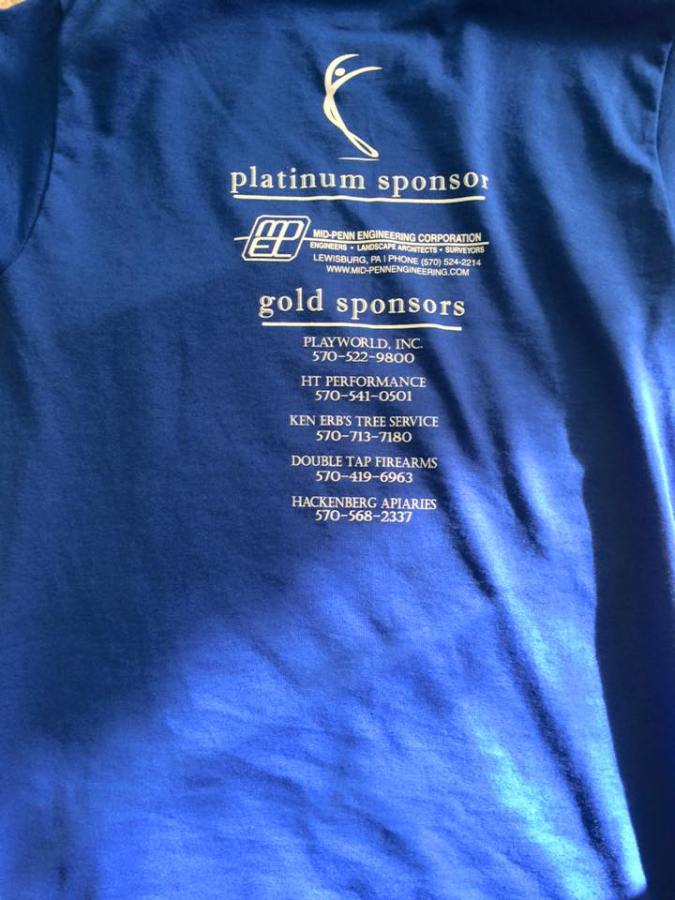 platinum sponsor
MPEC
MID-PENN ENGINEERING CORPORATION
ENGINEERS • LANDSCAPE ARCHITECTS • SURVEYORS
LEWISBURG, PA | PHONE (570) 524-2214
WWW.MID-PENNENGINEERING.COM
gold sponsors
PLAYWORLD, INC.
570-522-9800
HT PERFORMANCE
570-541-0501
KEN ERB'S TREE SERVICE
570-713-7180
DOUBLE TAP FIREARMS
570-419-6963
HACKENBERG APIARIES
570-568-2337